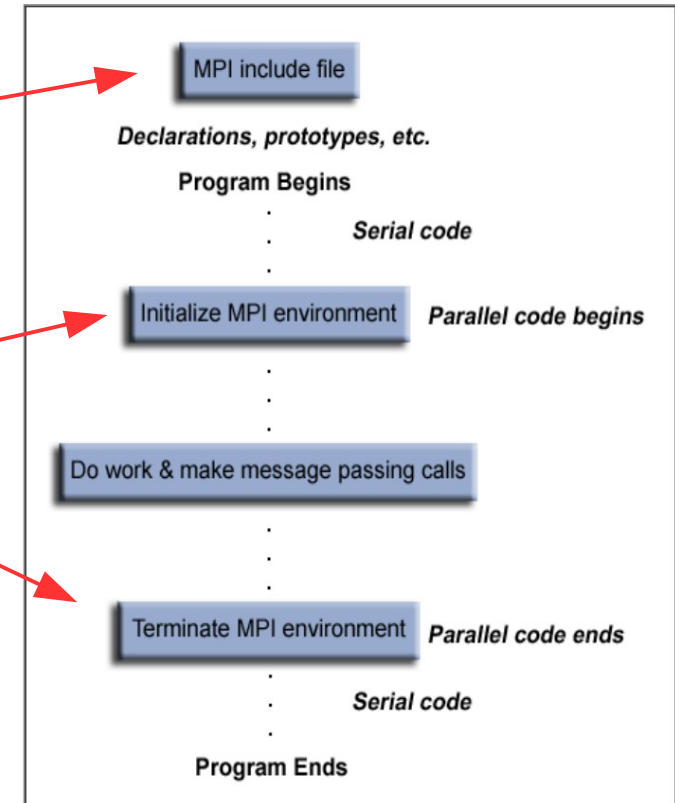 MPI include file
Declarations, prototypes, etc.
Program Begins
Serial code
Initialize MPI environment
Parallel code begins
Do work & make message passing calls
Terminate MPI environment
Parallel code ends
Serial code
Program Ends